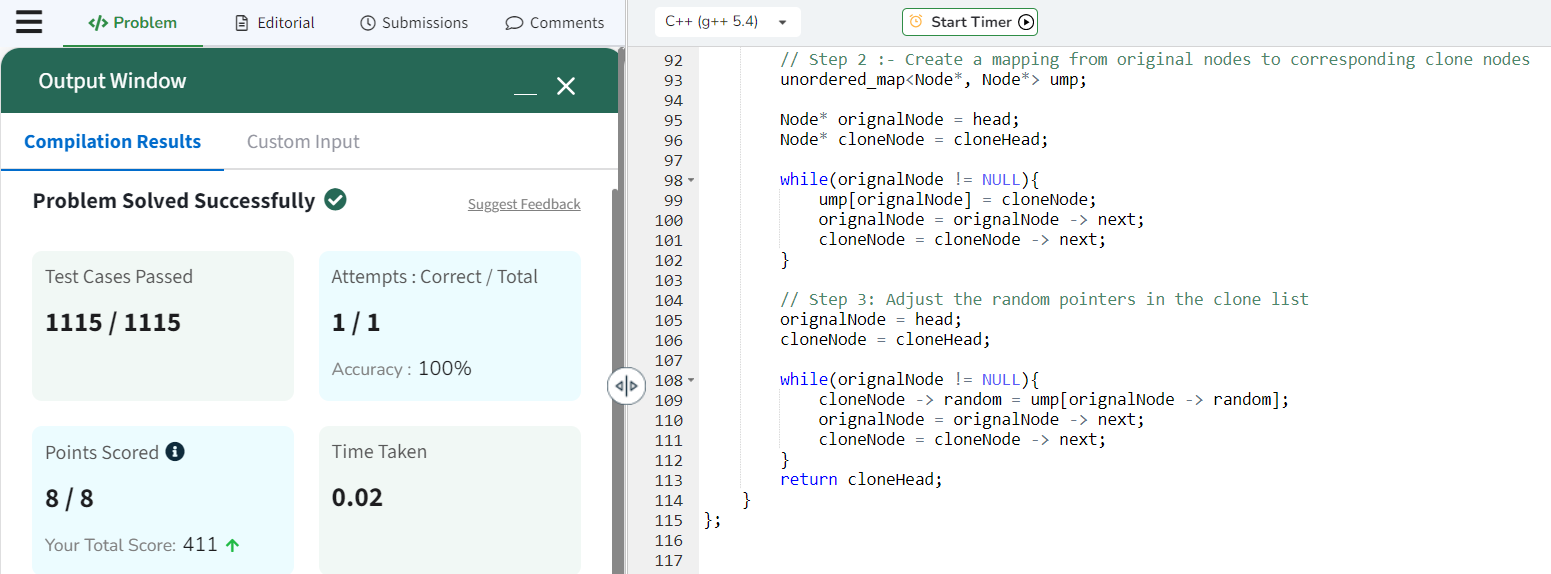 </> Problem
Editorial
Submissions
Comments
Output Window
Compilation Results
Custom Input
Problem Solved Successfully
Suggest Feedback
Test Cases Passed
1115 / 1115
Attempts : Correct / Total
1 / 1
Accuracy : 100%
Points Scored
8 / 8
Your Total Score: 411
Time Taken
0.02
C++ (g++ 5.4)
Start Timer
92 // Step 2 :- Create a mapping from original nodes to corresponding clone nodes
93 unordered_map<Node*, Node*> ump;
94
95 Node* orignalNode = head;
96 Node* cloneNode = cloneHead;
97
98 while(orignalNode != NULL){
99 ump[orignalNode] = cloneNode;
100 orignalNode = orignalNode -> next;
101 cloneNode = cloneNode -> next;
102 }
103
104 // Step 3: Adjust the random pointers in the clone list
105 orignalNode = head;
106 cloneNode = cloneHead;
107
108 while(orignalNode != NULL){
109 cloneNode -> random = ump[orignalNode -> random];
110 orignalNode = orignalNode -> next;
111 cloneNode = cloneNode -> next;
112 }
113 return cloneHead;
114 }
115 };
116
117